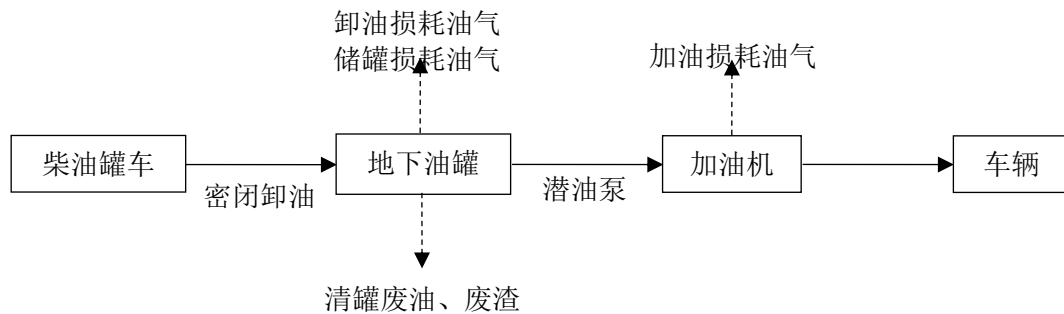 卸油损耗油气
储罐损耗油气
加油损耗油气
柴油罐车
密闭卸油
地下油罐
潜油泵
加油机
车辆
清罐废油、废渣